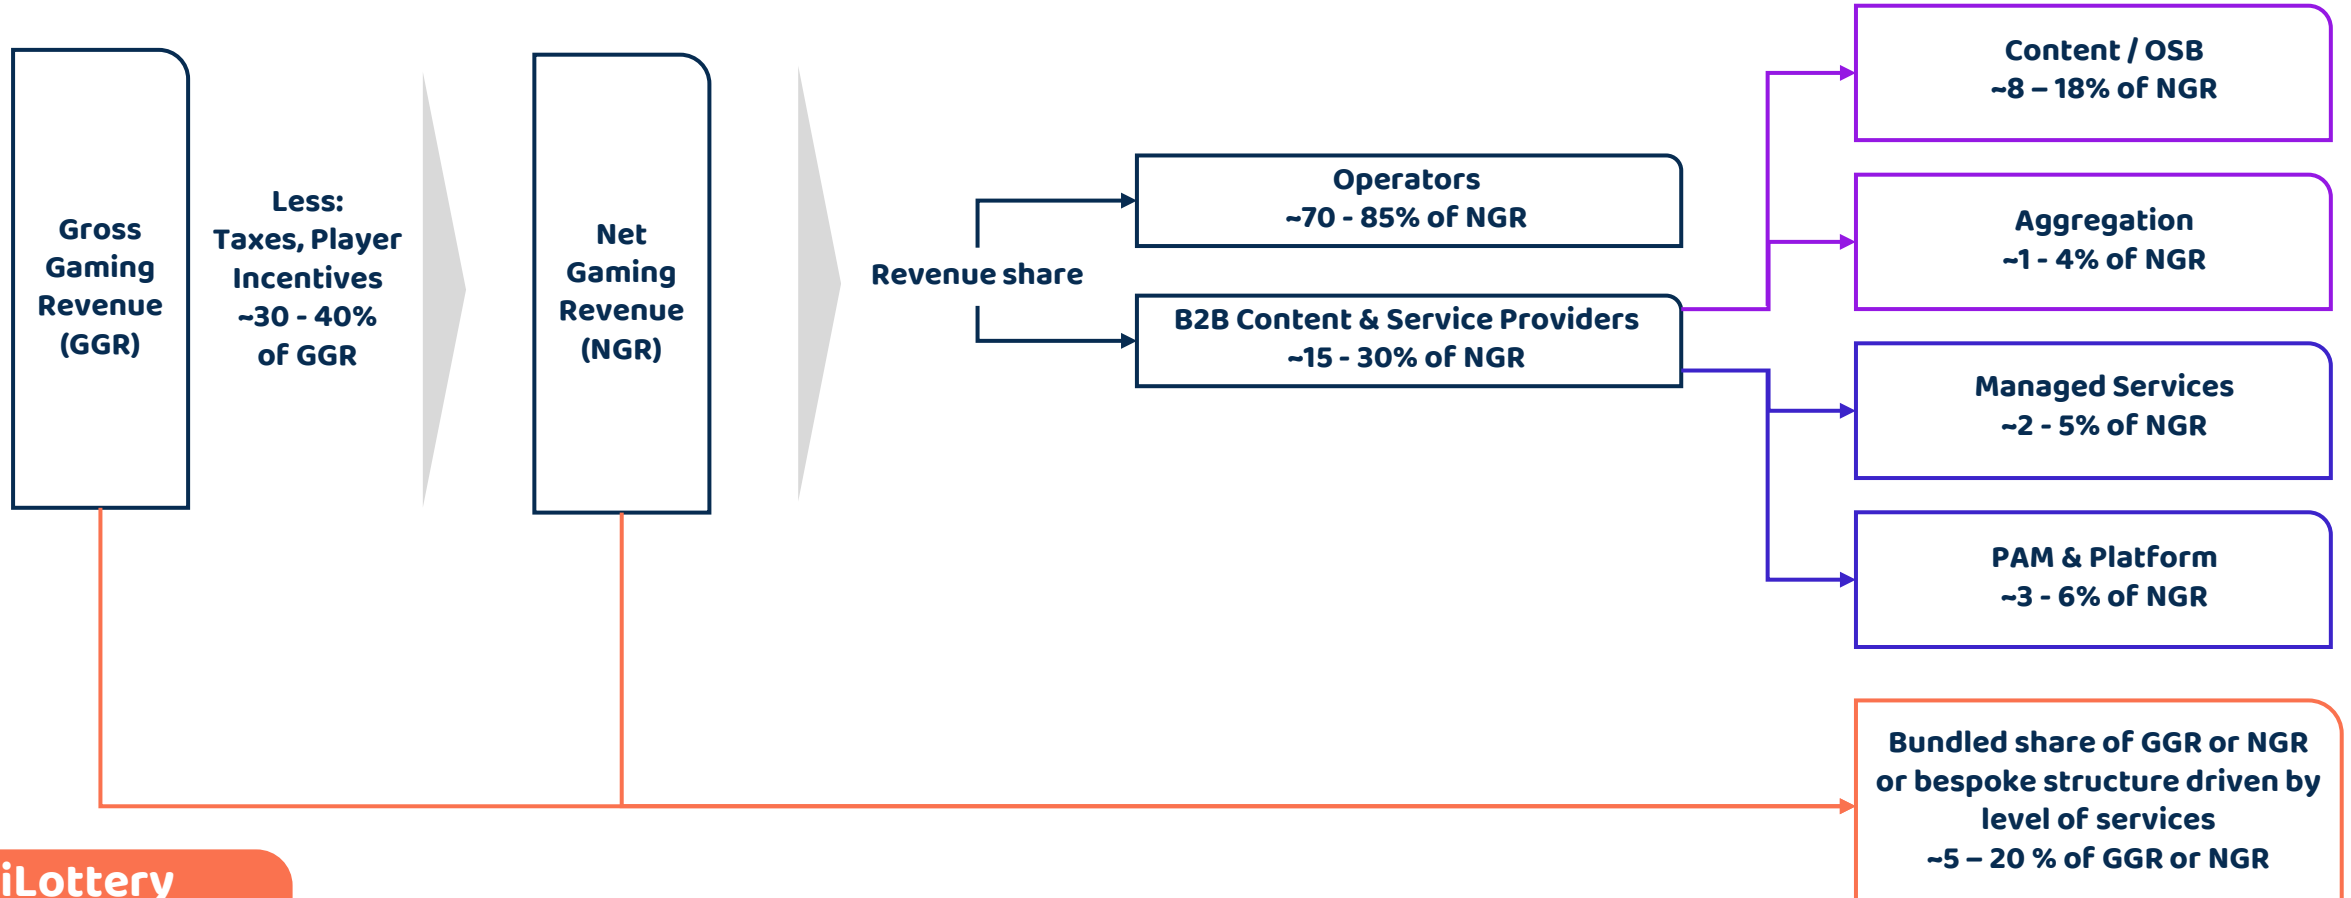 Gross
Gaming
Revenue
(GGR)
Less:
Taxes, Player
Incentives
~30 - 40%
of GGR
Net
Gaming
Revenue
(NGR)
Revenue share
Operators
~70 - 85% of NGR
B2B Content & Service Providers
~15 - 30% of NGR
Content / OSB
~8 – 18% of NGR
Aggregation
~1 - 4% of NGR
Managed Services
~2 - 5% of NGR
PAM & Platform
~3 - 6% of NGR
Bundled share of GGR or NGR
or bespoke structure driven by
level of services
~5 – 20 % of GGR or NGR
iLottery